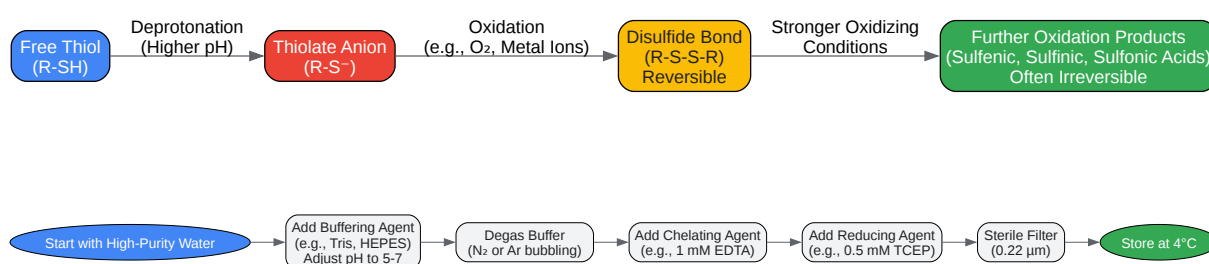 Free Thiol
(R-SH)
Deprotonation
(Higher pH)
Thiolate Anion
(R-S⁻)
Oxidation
(e.g., O₂, Metal Ions)
Disulfide Bond
(R-S-S-R)
Reversible
Stronger Oxidizing
Conditions
Further Oxidation Products
(Sulfenic, Sulfinic, Sulfonic Acids)
Often Irreversible
Start with High-Purity Water
Add Buffering Agent
(e.g., Tris, HEPES)
Adjust pH to 5-7
Degas Buffer
(N₂ or Ar bubbling)
Add Chelating Agent
(e.g., 1 mM EDTA)
Add Reducing Agent
(e.g., 0.5 mM TCEP)
Sterile Filter
(0.22 µm)
Store at 4°C